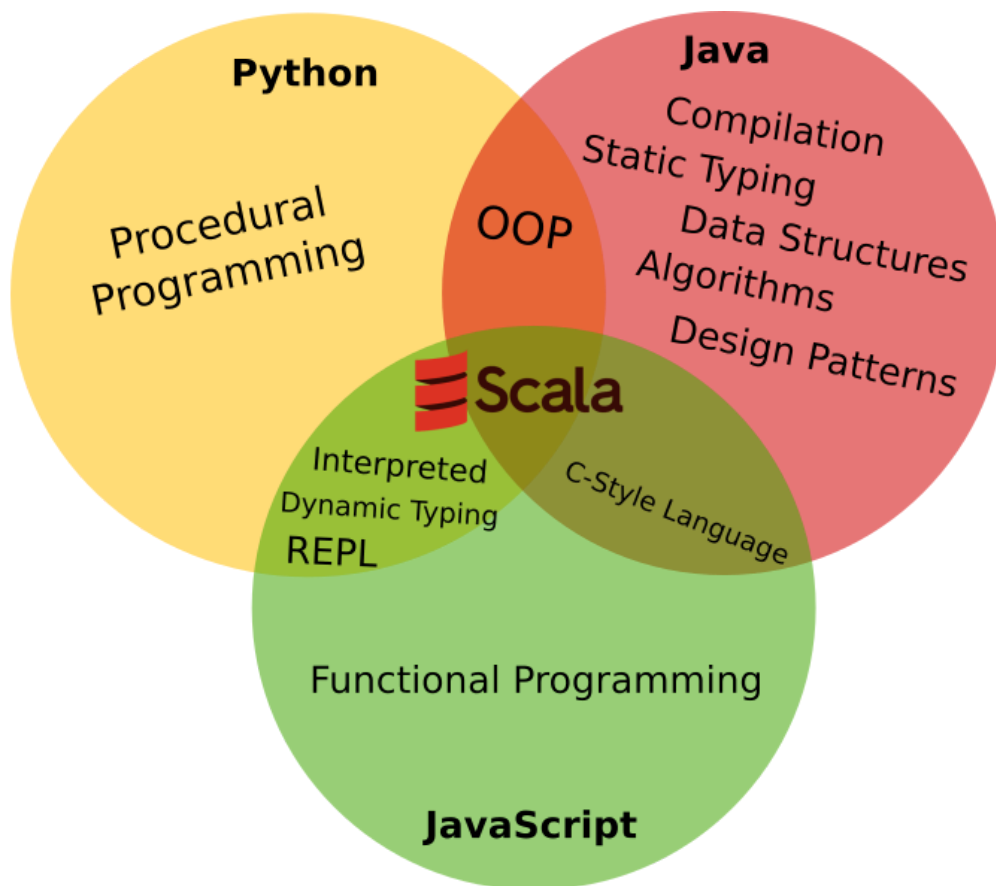 Python
Java
Compilation
Static Typing
Procedural
Programming
OOP
Data Structures
Algorithms
Design Patterns
Scala
Interpreted
Dynamic Typing
REPL
C-Style Language
Functional Programming
JavaScript